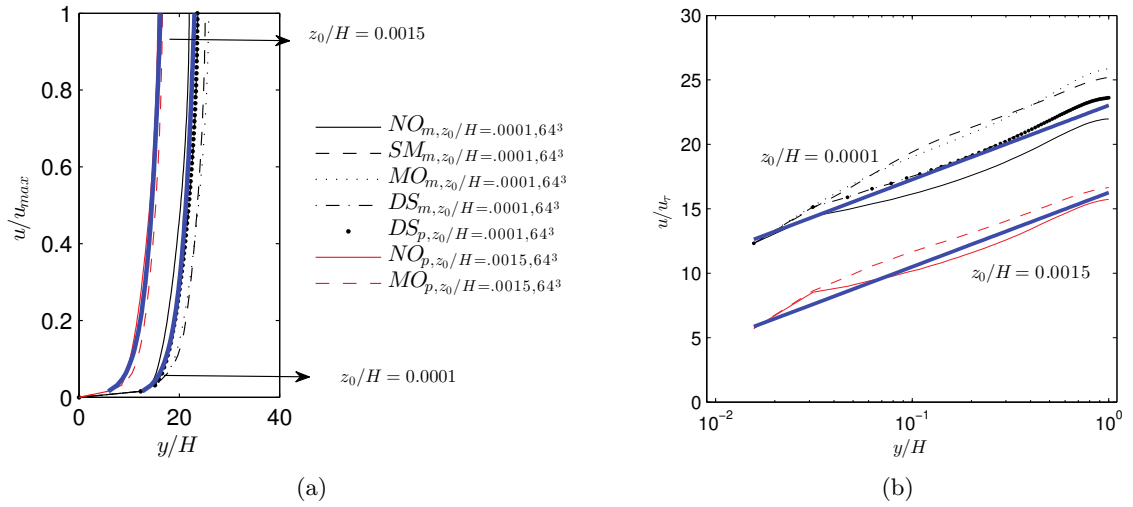 1
0.8
0.6
0.4
0.2
0
u/u_max
0 20 40
y/H
z_0/H = 0.0015
NO_{m,z_0/H=.0001,64^3}
SM_{m,z_0/H=.0001,64^3}
MO_{m,z_0/H=.0001,64^3}
DS_{m,z_0/H=.0001,64^3}
DS_{p,z_0/H=.0001,64^3}
NO_{p,z_0/H=.0015,64^3}
MO_{p,z_0/H=.0015,64^3}
z_0/H = 0.0001
(a)
30
25
20
15
10
5
0
u/u_τ
z_0/H = 0.0001
z_0/H = 0.0015
10^{-2} 10^{-1} 10^0
y/H
(b)